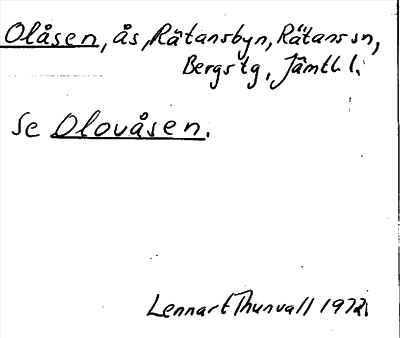 Olåsen, ås, Rätansbyn, Rätans sn,
Bergs tg, Jämtl l.
Se Olovåsen.
Lennart Thunvall 1972